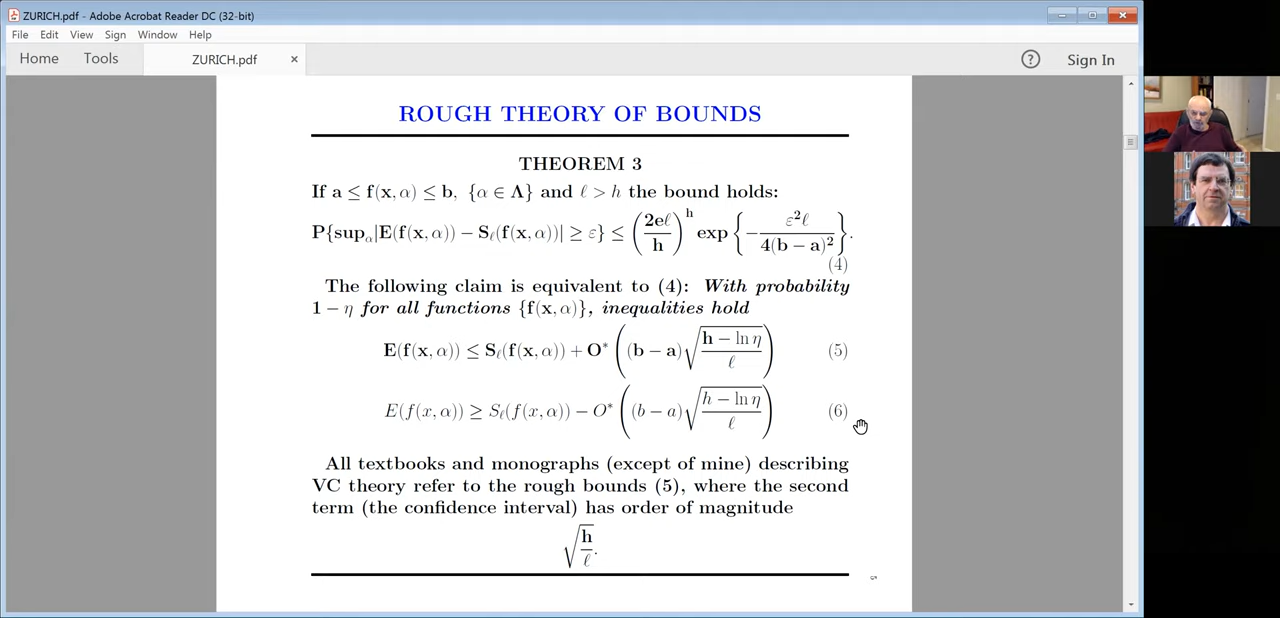 ZURICH.pdf - Adobe Acrobat Reader DC (32-bit)
File Edit View Sign Window Help
Home Tools ZURICH.pdf × ? Sign In
ROUGH THEORY OF BOUNDS
THEOREM 3
If a ≤ f(x, α) ≤ b, {α ∈ Λ} and ℓ > h the bound holds:
P{sup_α|E(f(x, α)) − S_ℓ(f(x, α))| ≥ ε} ≤ (2eℓ/h)^h exp{−ε²ℓ/4(b − a)²}.
(4)
The following claim is equivalent to (4): With probability
1 − η for all functions {f(x, α)}, inequalities hold
E(f(x, α)) ≤ S_ℓ(f(x, α)) + O*((b − a)√((h − ln η)/ℓ)) (5)
E(f(x, α)) ≥ S_ℓ(f(x, α)) − O*((b − a)√((h − ln η)/ℓ)) (6)
All textbooks and monographs (except of mine) describing
VC theory refer to the rough bounds (5), where the second
term (the confidence interval) has order of magnitude
√(h/ℓ).